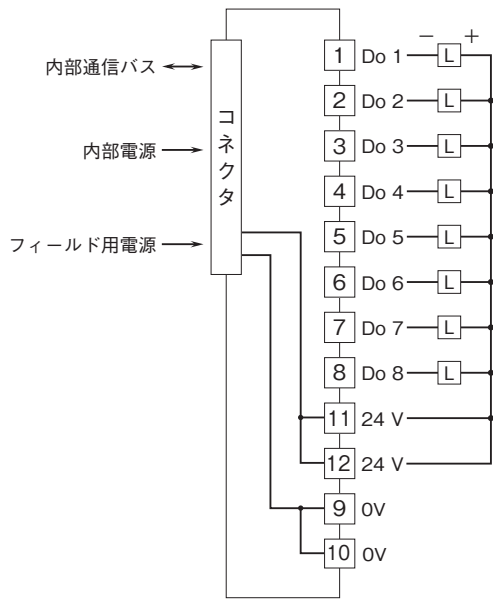 − +
1 Do 1 L
内部通信バス
2 Do 2 L
コネクタ
3 Do 3 L
内部電源
4 Do 4 L
5 Do 5 L
フィールド用電源
6 Do 6 L
7 Do 7 L
8 Do 8 L
11 24 V
12 24 V
9 0V
10 0V